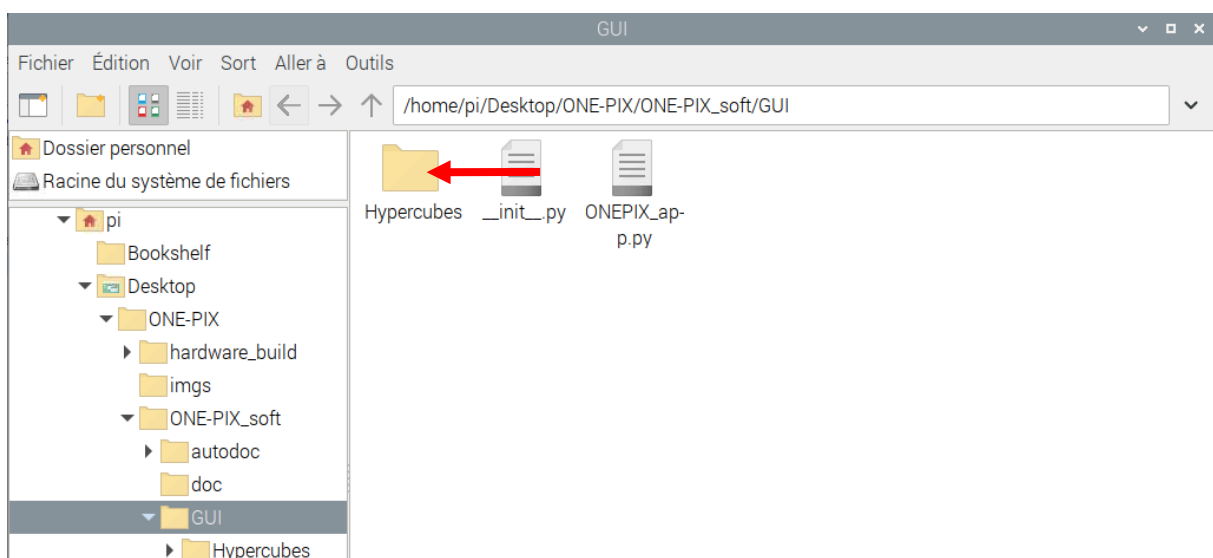 GUI
Fichier Édition Voir Sort Aller à Outils
/home/pi/Desktop/ONE-PIX/ONE-PIX_soft/GUI
Dossier personnel
Racine du système de fichiers
pi
Bookshelf
Desktop
ONE-PIX
hardware_build
imgs
ONE-PIX_soft
autodoc
doc
GUI
Hypercubes
Hypercubes __init__.py ONEPIX_ap-
p.py